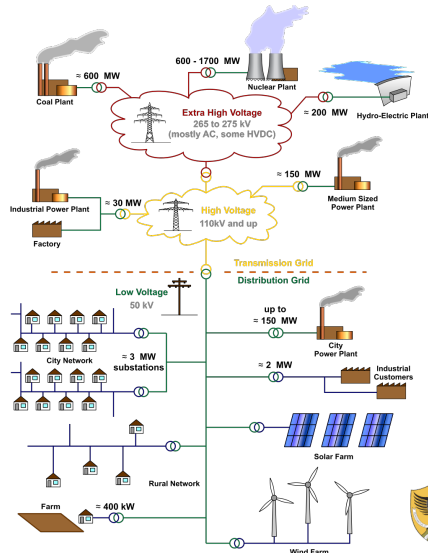 600 - 1700 MW
≈ 600 MW
Nuclear Plant
Coal Plant
Extra High Voltage
265 to 275 kV
(mostly AC, some HVDC)
≈ 200 MW
Hydro-Electric Plant
≈ 150 MW
≈ 30 MW
Industrial Power Plant
High Voltage
110kV and up
Medium Sized
Power Plant
Factory
Transmission Grid
Distribution Grid
Low Voltage
50 kV
up to
≈ 150 MW
City
Power Plant
City Network
≈ 3 MW
substations
≈ 2 MW
Industrial
Customers
Solar Farm
Rural Network
Farm
≈ 400 kW
Wind Farm